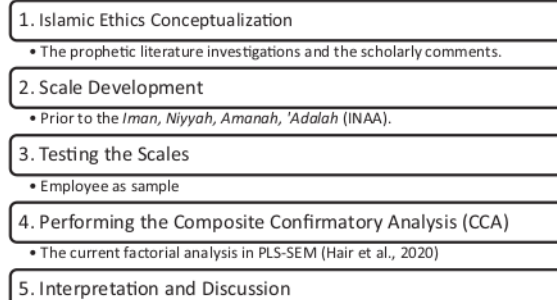 1. Islamic Ethics Conceptualization
• The prophetic literature investigations and the scholarly comments.
2. Scale Development
• Prior to the Iman, Niyyah, Amanah, 'Adalah (INAA).
3. Testing the Scales
• Employee as sample
4. Performing the Composite Confirmatory Analysis (CCA)
• The current factorial analysis in PLS-SEM (Hair et al., 2020)
5. Interpretation and Discussion